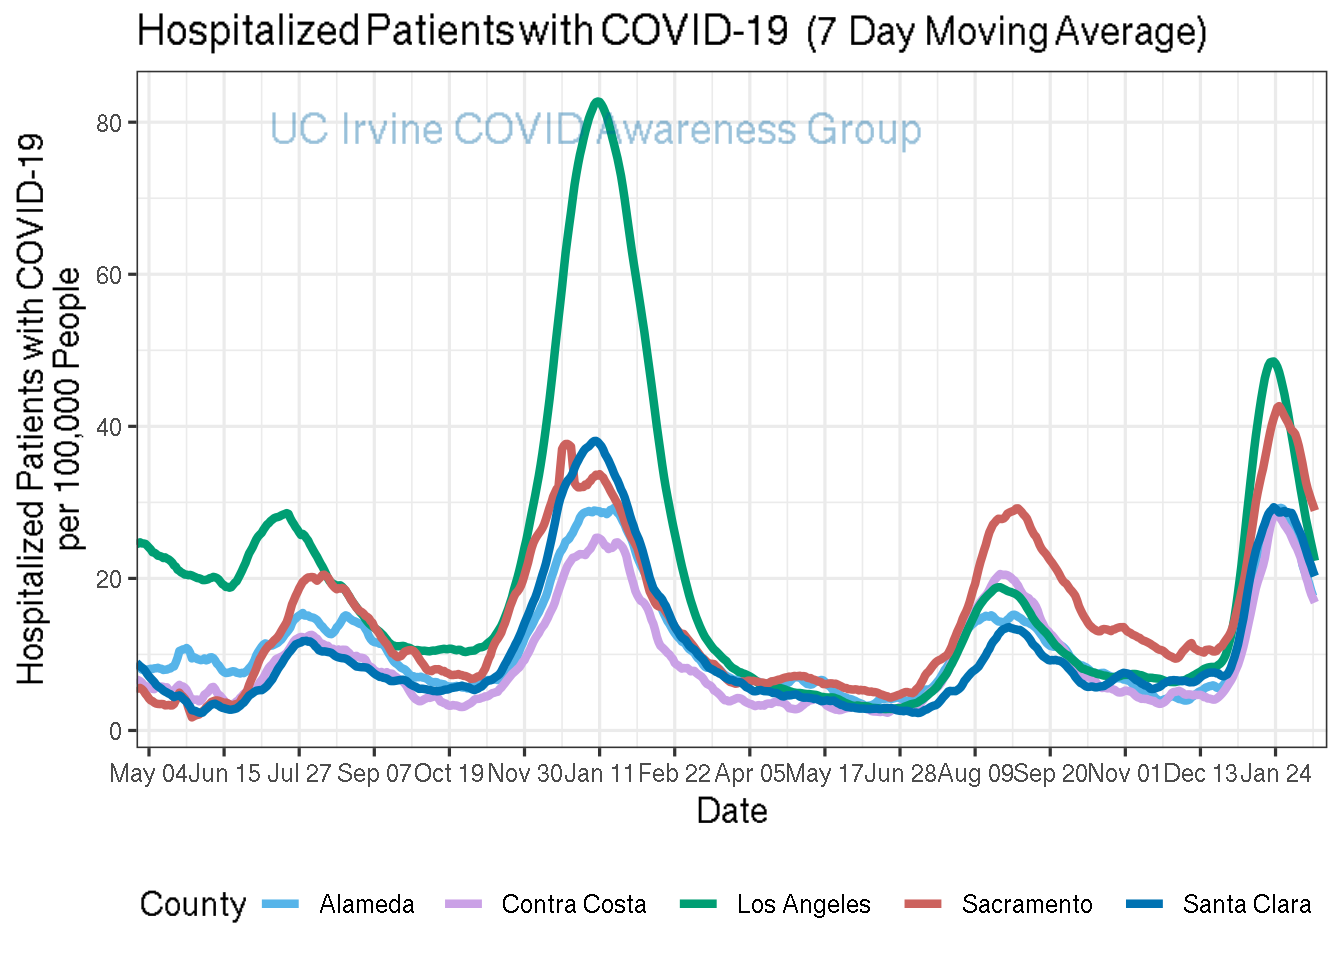 Hospitalized Patients with COVID-19 (7 Day Moving Average)
UC Irvine COVID Awareness Group
Hospitalized Patients with COVID-19
per 100,000 People
80
60
40
20
0
May 04 Jun 15 Jul 27 Sep 07 Oct 19 Nov 30 Jan 11 Feb 22 Apr 05 May 17 Jun 28 Aug 09 Sep 20 Nov 01 Dec 13 Jan 24
Date
County Alameda Contra Costa Los Angeles Sacramento Santa Clara